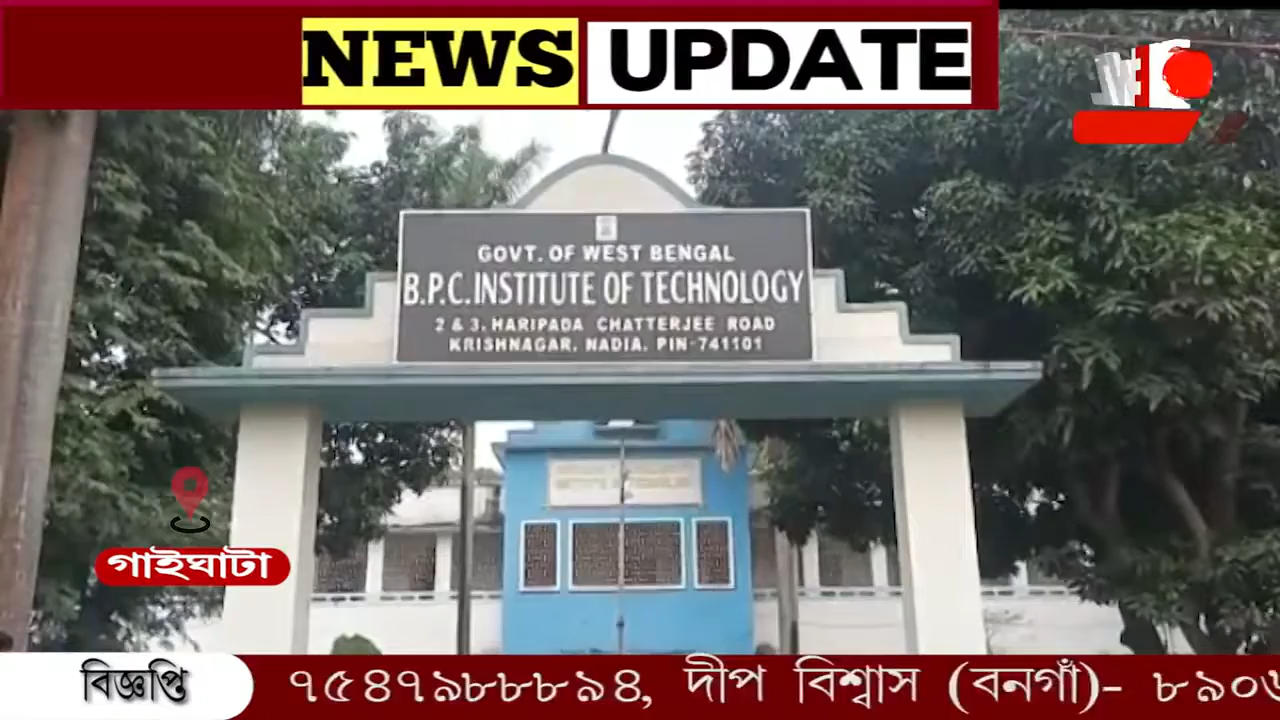 NEWS UPDATE
GOVT. OF WEST BENGAL
B.P.C. INSTITUTE OF TECHNOLOGY
2 & 3, HARIPADA CHATTERJEE ROAD
KRISHNAGAR, NADIA, PIN-741101
গাইঘাটা
বিজ্ঞপ্তি
৭৫৪৭৯৮৮৮৯৪, দীপ বিশ্বাস (বনগাঁ)- ৮৯০৬